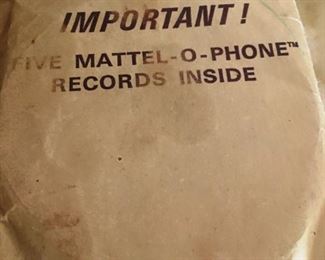 IMPORTANT!
FIVE MATTEL-O-PHONE™
RECORDS INSIDE